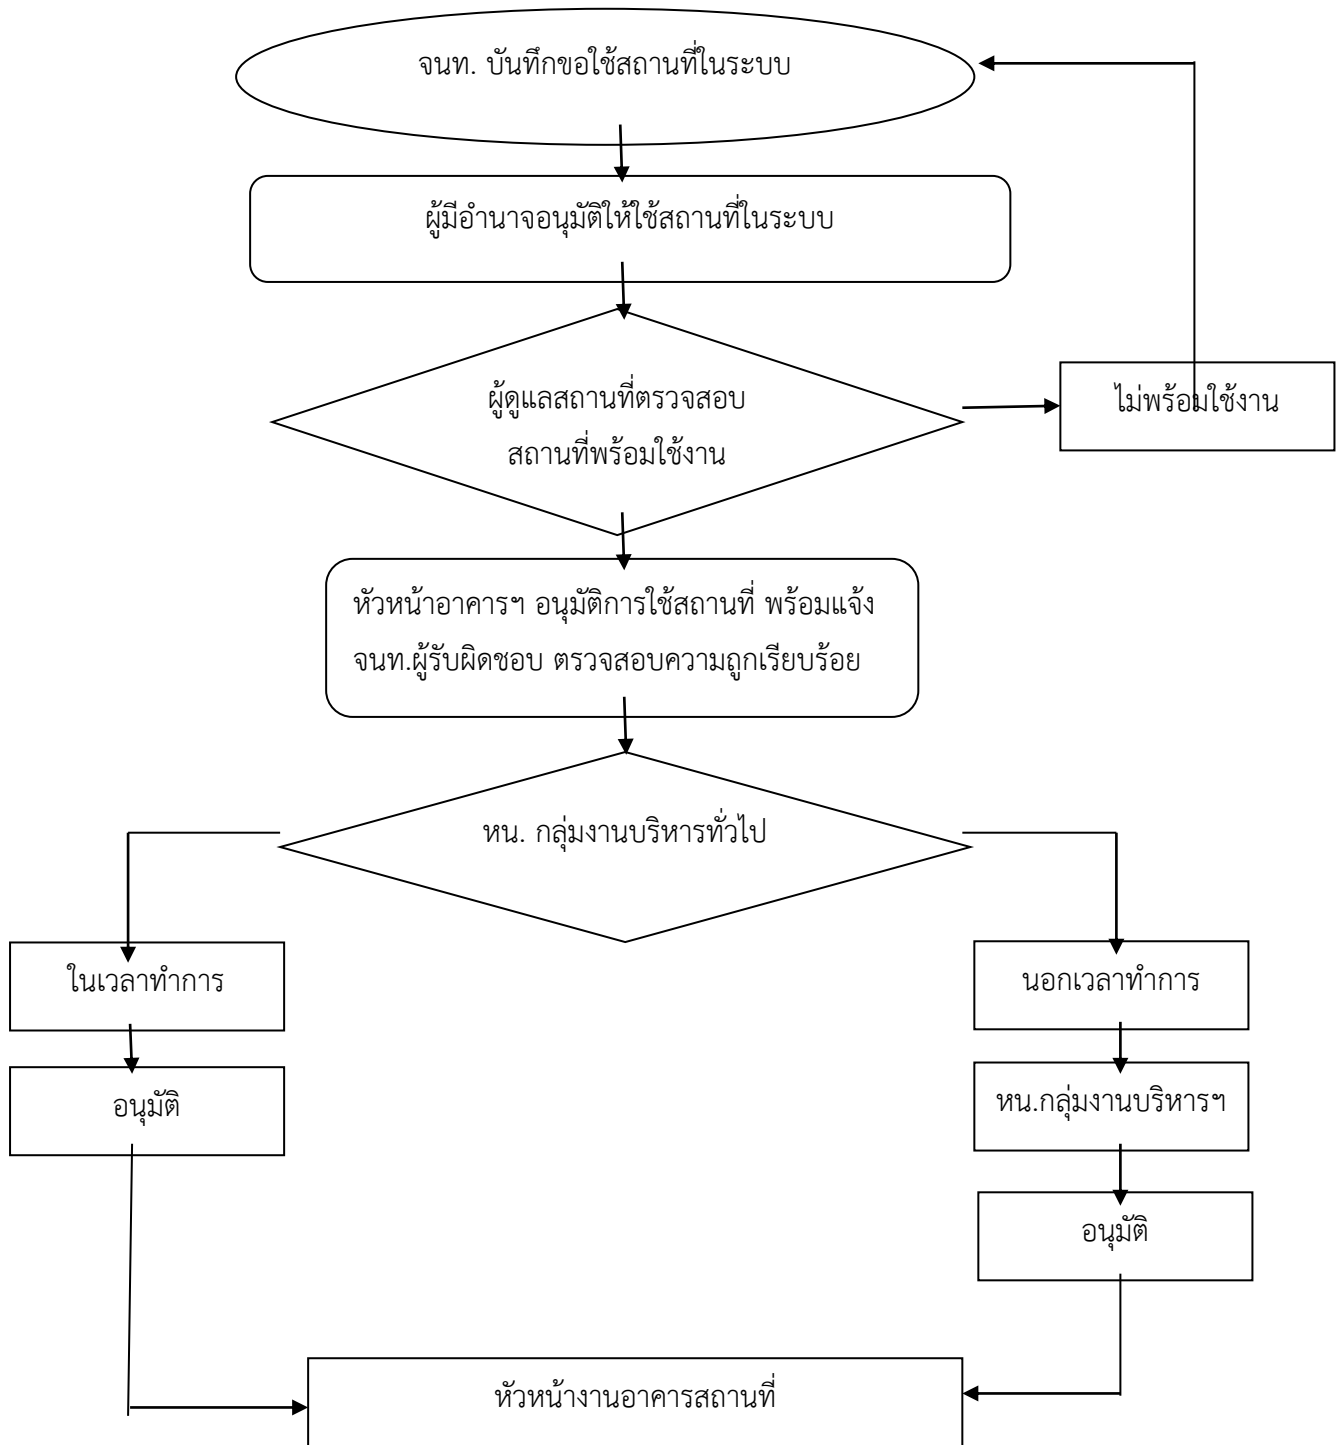 จนท. บันทึกขอใช้สถานที่ในระบบ
ผู้มีอำนาจอนุมัติให้ใช้สถานที่ในระบบ
ผู้ดูแลสถานที่ตรวจสอบ
สถานที่พร้อมใช้งาน
ไม่พร้อมใช้งาน
หัวหน้าอาคารฯ อนุมัติการใช้สถานที่ พร้อมแจ้ง
จนท.ผู้รับผิดชอบ ตรวจสอบความถูกเรียบร้อย
หน. กลุ่มงานบริหารทั่วไป
ในเวลาทำการ
นอกเวลาทำการ
อนุมัติ
หน.กลุ่มงานบริหารฯ
อนุมัติ
หัวหน้างานอาคารสถานที่